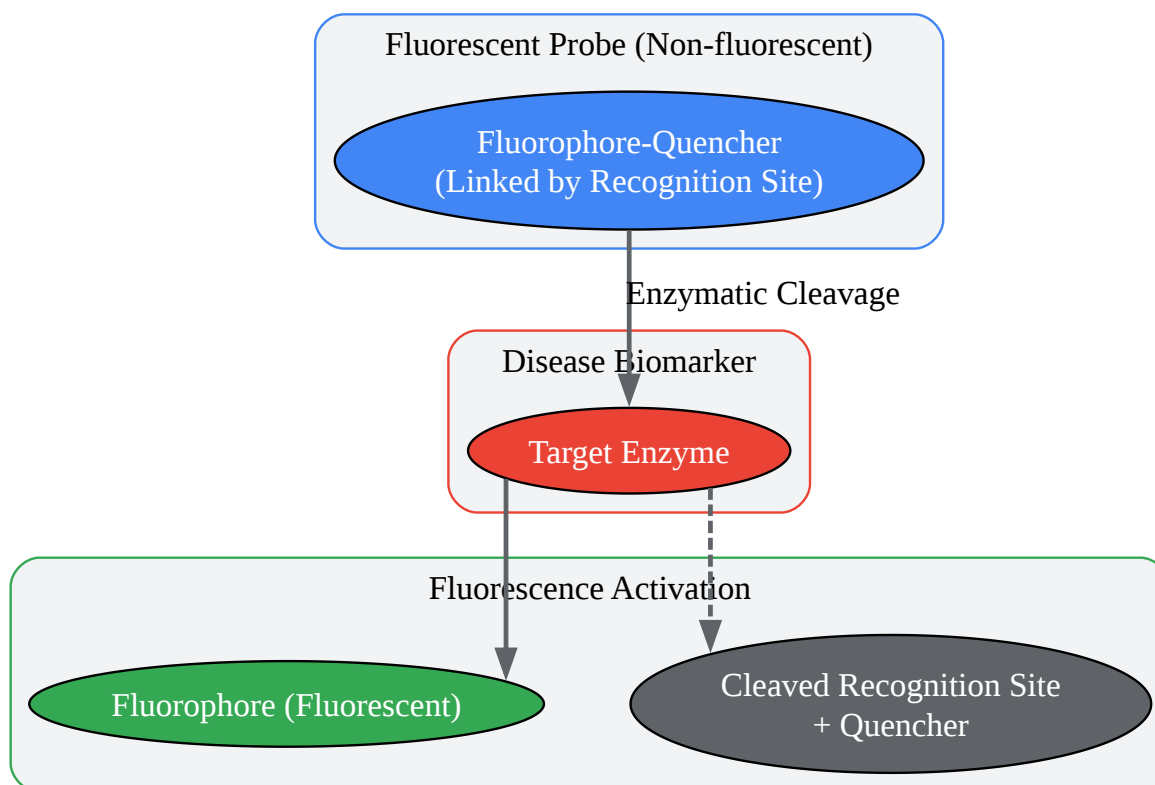 Fluorescent Probe (Non-fluorescent)
Fluorophore-Quencher
(Linked by Recognition Site)
Enzymatic Cleavage
Disease Biomarker
Target Enzyme
Fluorescence Activation
Fluorophore (Fluorescent)
Cleaved Recognition Site
+ Quencher